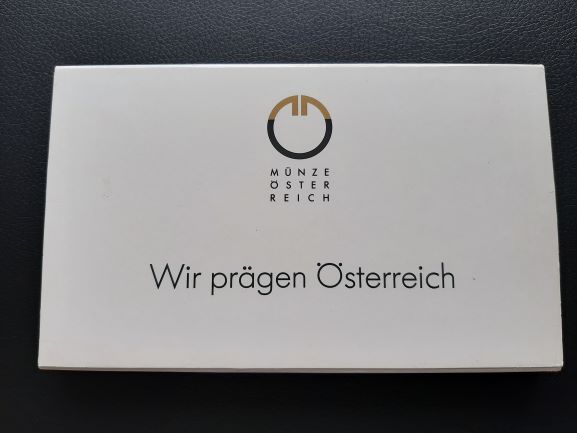 MÜNZE
ÖSTER
REICH
Wir prägen Österreich